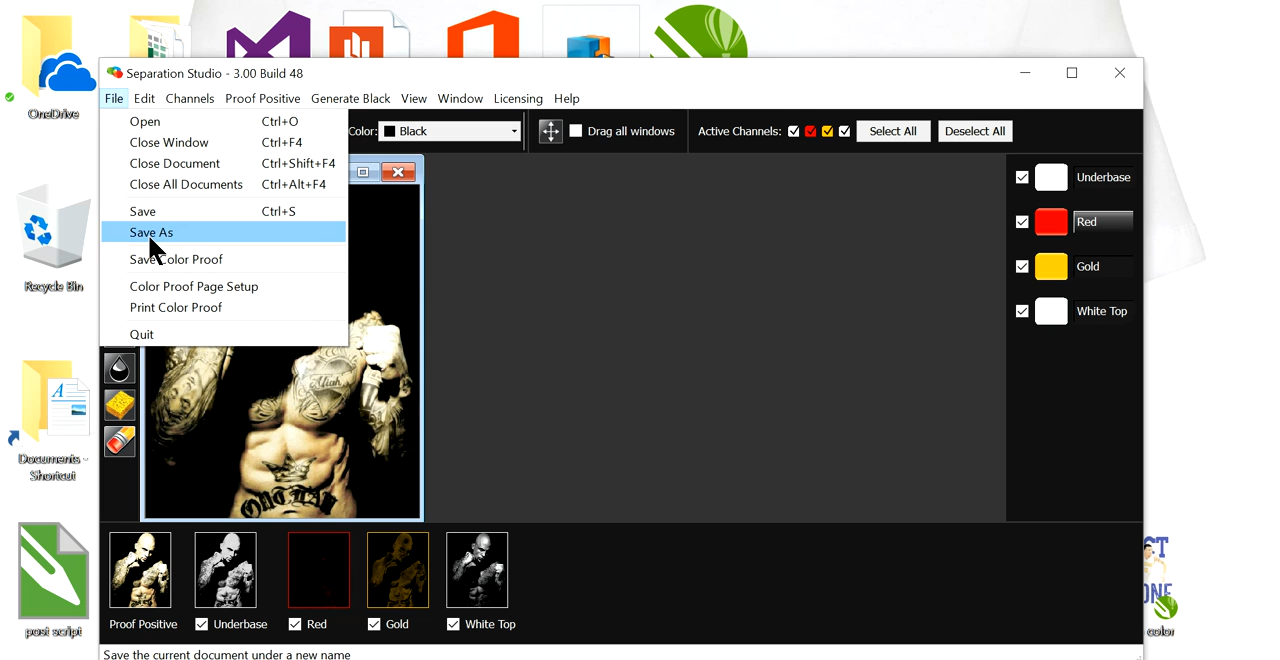 OneDrive
Recycle Bin
Documents -
Shortcut
post script
Separation Studio - 3.00 Build 48
File Edit Channels Proof Positive Generate Black View Window Licensing Help
Open Ctrl+O
Close Window Ctrl+F4
Close Document Ctrl+Shift+F4
Close All Documents Ctrl+Alt+F4
Save Ctrl+S
Save As
Save Color Proof
Color Proof Page Setup
Print Color Proof
Quit
Color: Black
Drag all windows
Active Channels:
Select All
Deselect All
Underbase
Red
Gold
White Top
OUTLAW
Proof Positive
Underbase
Red
Gold
White Top
Save the current document under a new name
color